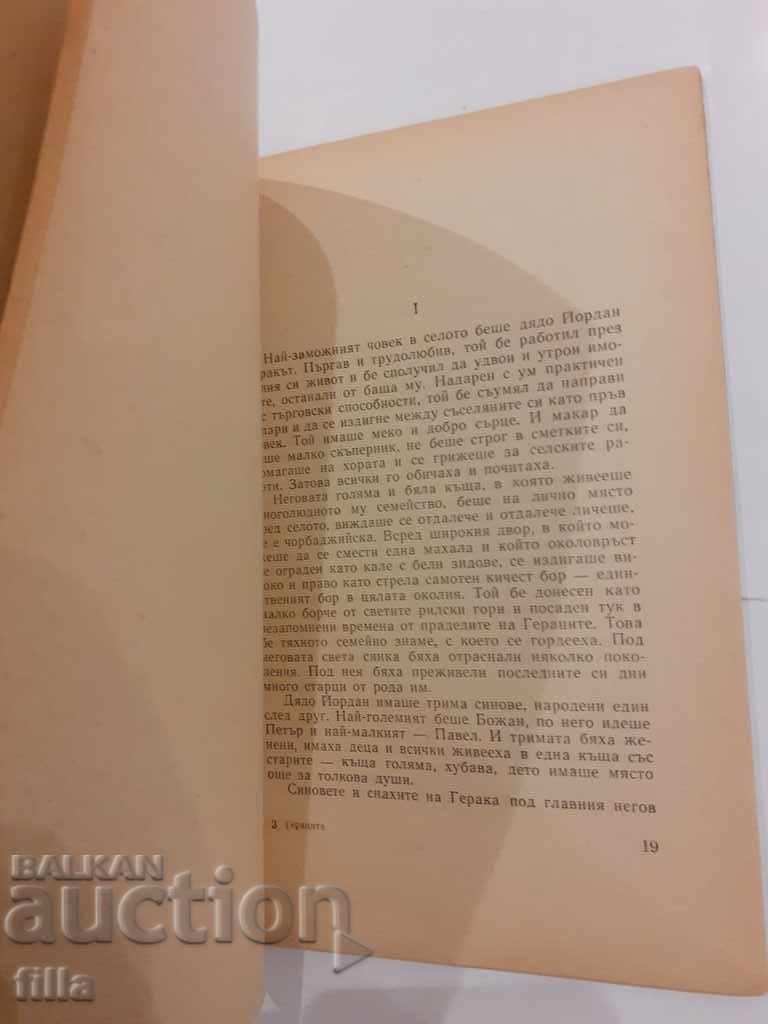 I
Най-заможният човек в селото беше дядо Йордан
ракът. Пъргав и трудолюбив, той бе работил през
лия си живот и бе сполучил да удвои и утрои имо-
те, останали от баща му. Надарен с ум практичен
с търговски способности, той бе съумял да направи
пари и да се издигне между съселяните си като пръв
век. Той имаше меко и добро сърце. И макар да
ше малко скъперник, не беше строг в сметките си,
омагаше на хората и се грижеше за селските ра-
оти. Затова всички го обичаха и почитаха.
Неговата голяма и бяла къща, в която живееше
ноголюдното му семейство, беше на лично място
ред селото, виждаше се отдалече и отдалече личеше,
е е чорбаджийска. Всред широкия двор, в който мо-
жеше да се смести една махала и който околовръст
е ограден като кале с бели зидове, се издигаше ви-
око и право като стрела самотен кичест бор — един-
ственият бор в цялата околия. Той бе донесен като
малко борче от светите рилски гори и посаден тук в
незапомнени времена от прадедите на Гераците. Това
бе тяхното семейно знаме, с което се гордееха. Под
неговата света сянка бяха отраснали няколко поко-
ления. Под нея бяха преживели последните си дни
много старци от рода им.
Дядо Йордан имаше трима синове, народени един
след друг. Най-големият беше Божан, по него идеше
Петър и най-малкият — Павел. И тримата бяха же-
нени, имаха деца и всички живееха в една къща със
старите — къща голяма, хубава, дето имаше място
още за толкова души.
Синовете и снахите на Герака под главния негов
3 Гераците
19
BALKAN
auction
filla